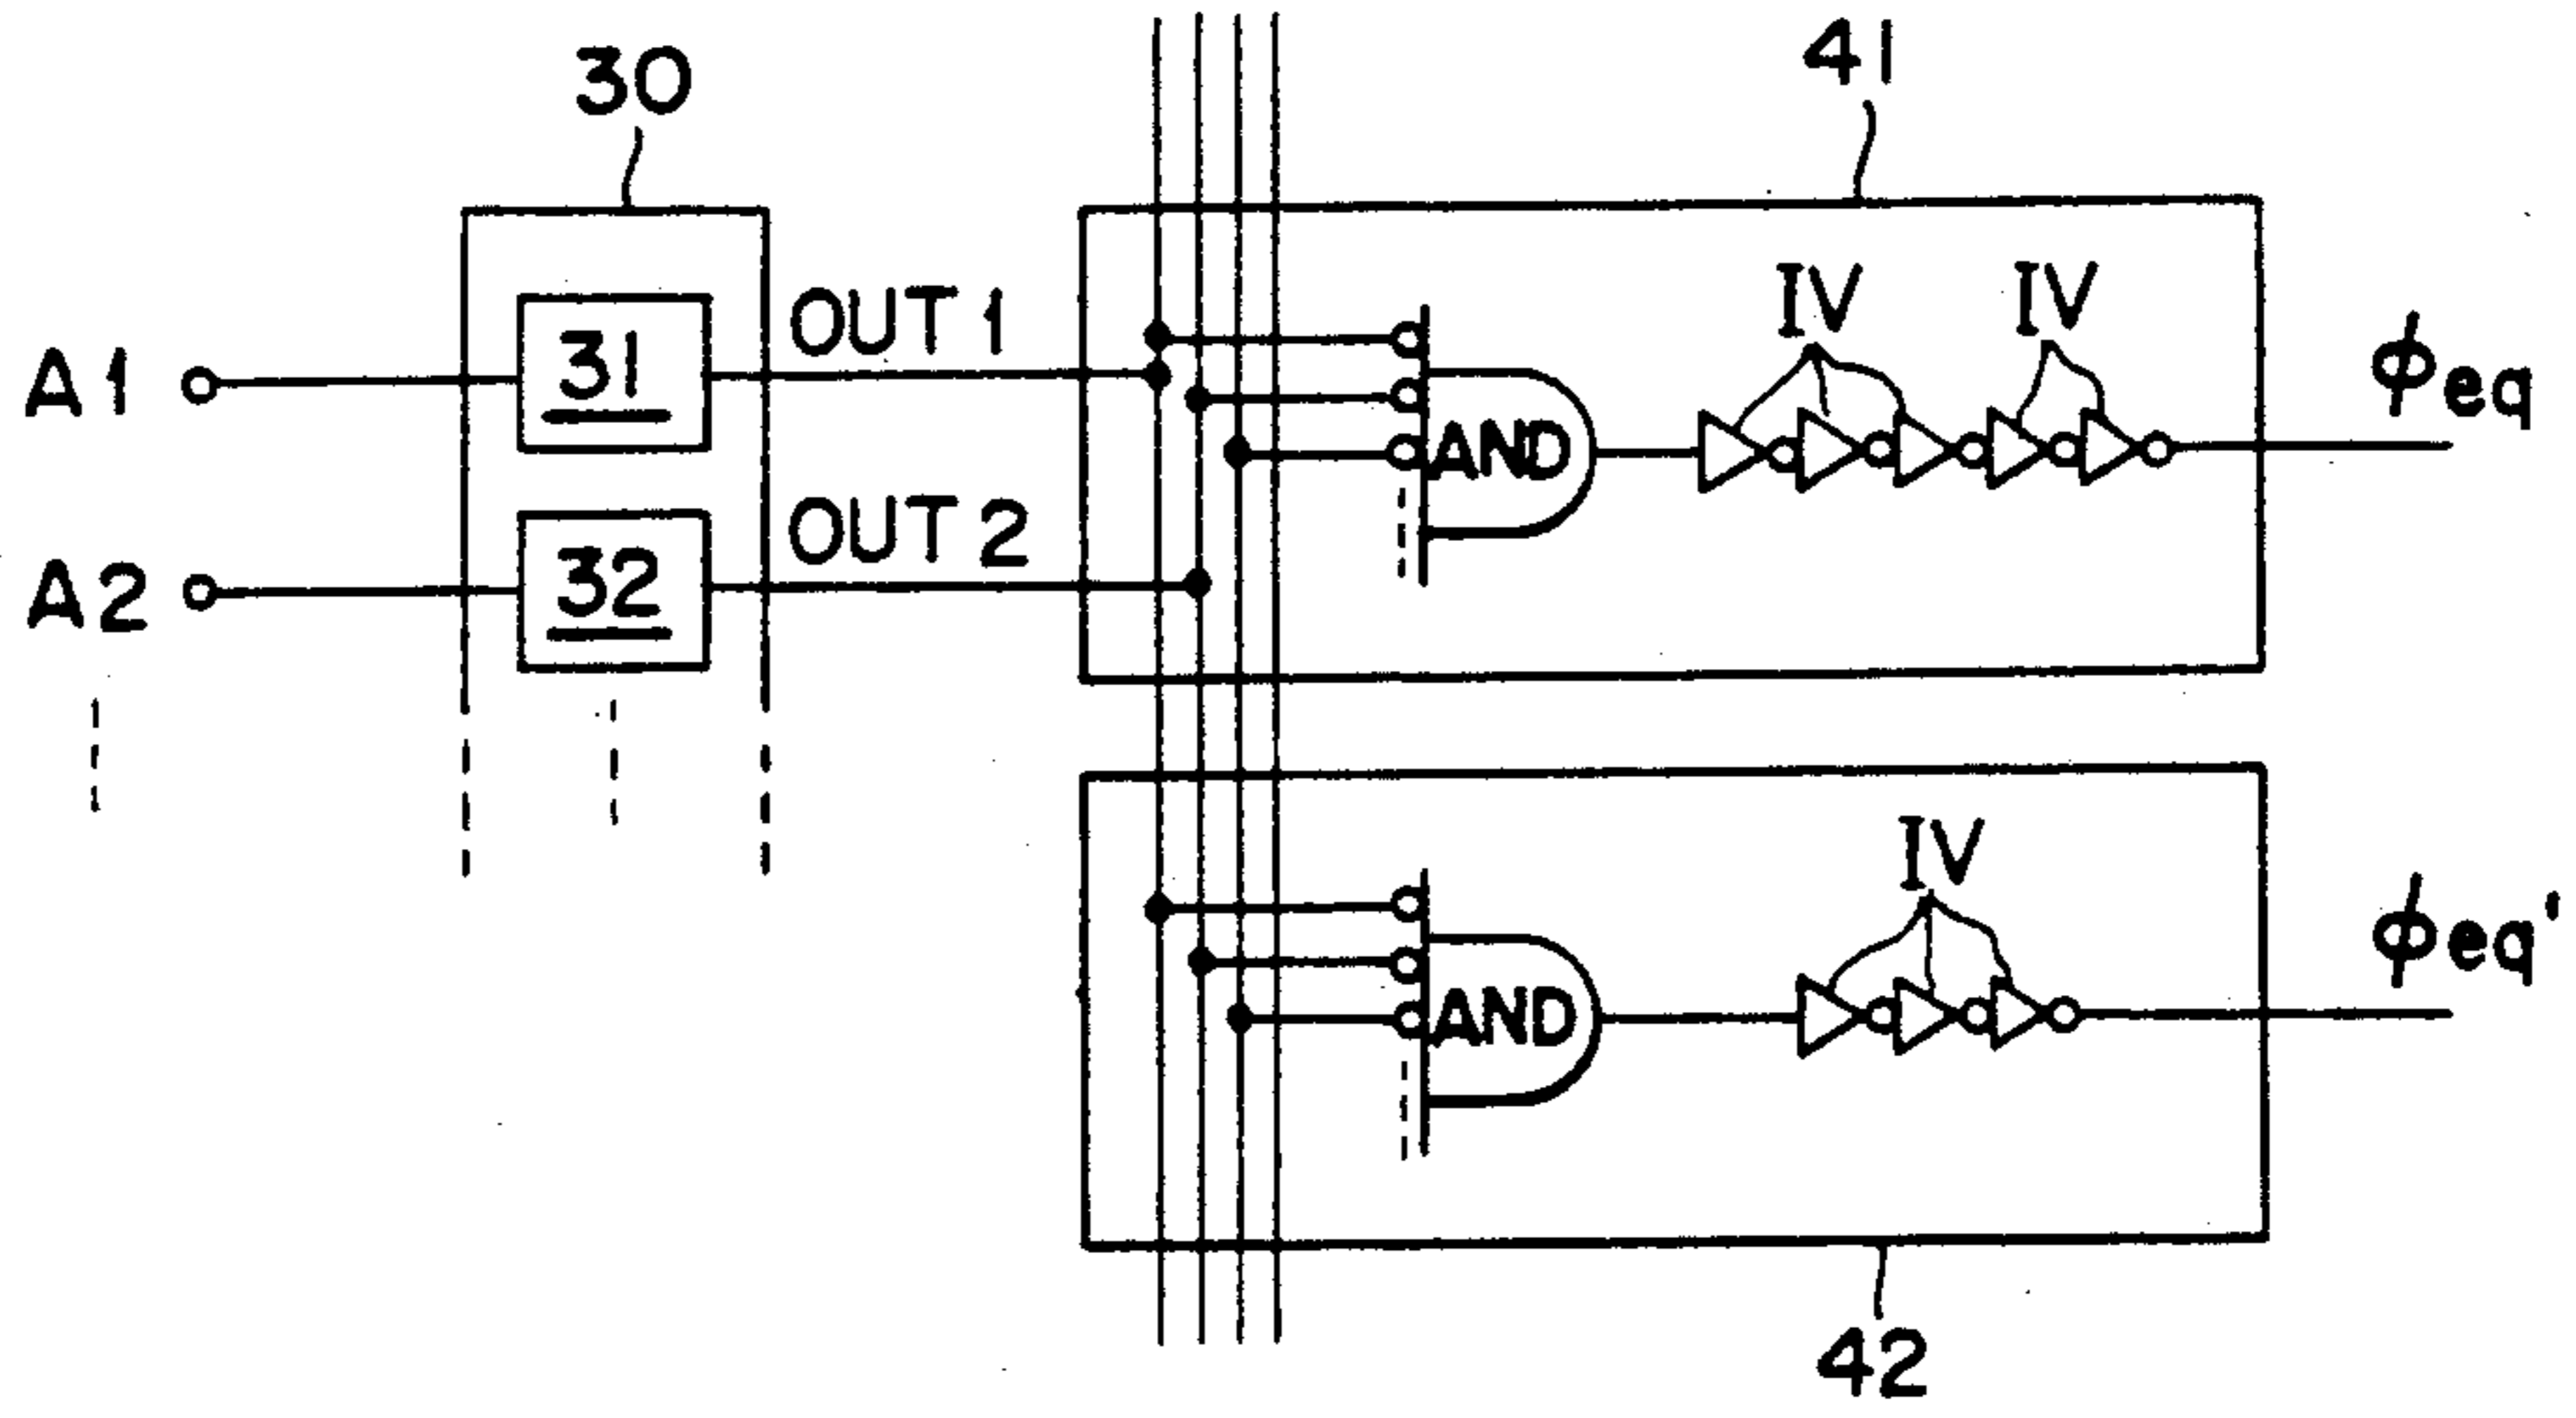 30
41
A1
31
OUT 1
AND
IV
IV
ϕeq
A2
32
OUT 2
AND
IV
ϕeq'
42